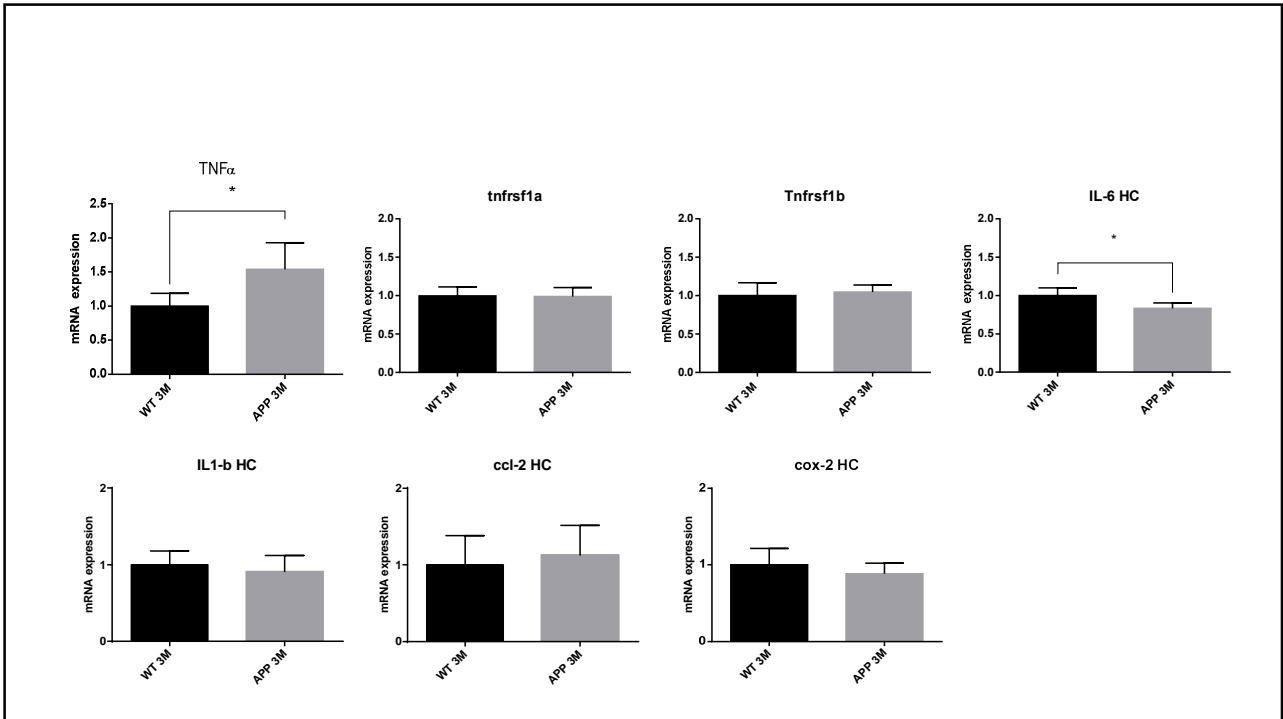 TNFα
*
mRNA expression
2.5
2.0
1.5
1.0
0.5
0.0
WT 3M
APP 3M
tnfrsf1a
mRNA expression
2.0
1.5
1.0
0.5
0.0
WT 3M
APP 3M
Tnfrsf1b
mRNA expression
2.0
1.5
1.0
0.5
0.0
WT 3M
APP 3M
IL-6 HC
*
mRNA expression
2.0
1.5
1.0
0.5
0.0
WT 3M
APP 3M
IL1-b HC
mRNA expression
2
1
0
WT 3M
APP 3M
ccl-2 HC
mRNA expression
2
1
0
WT 3M
APP 3M
cox-2 HC
mRNA expression
2
1
0
WT 3M
APP 3M